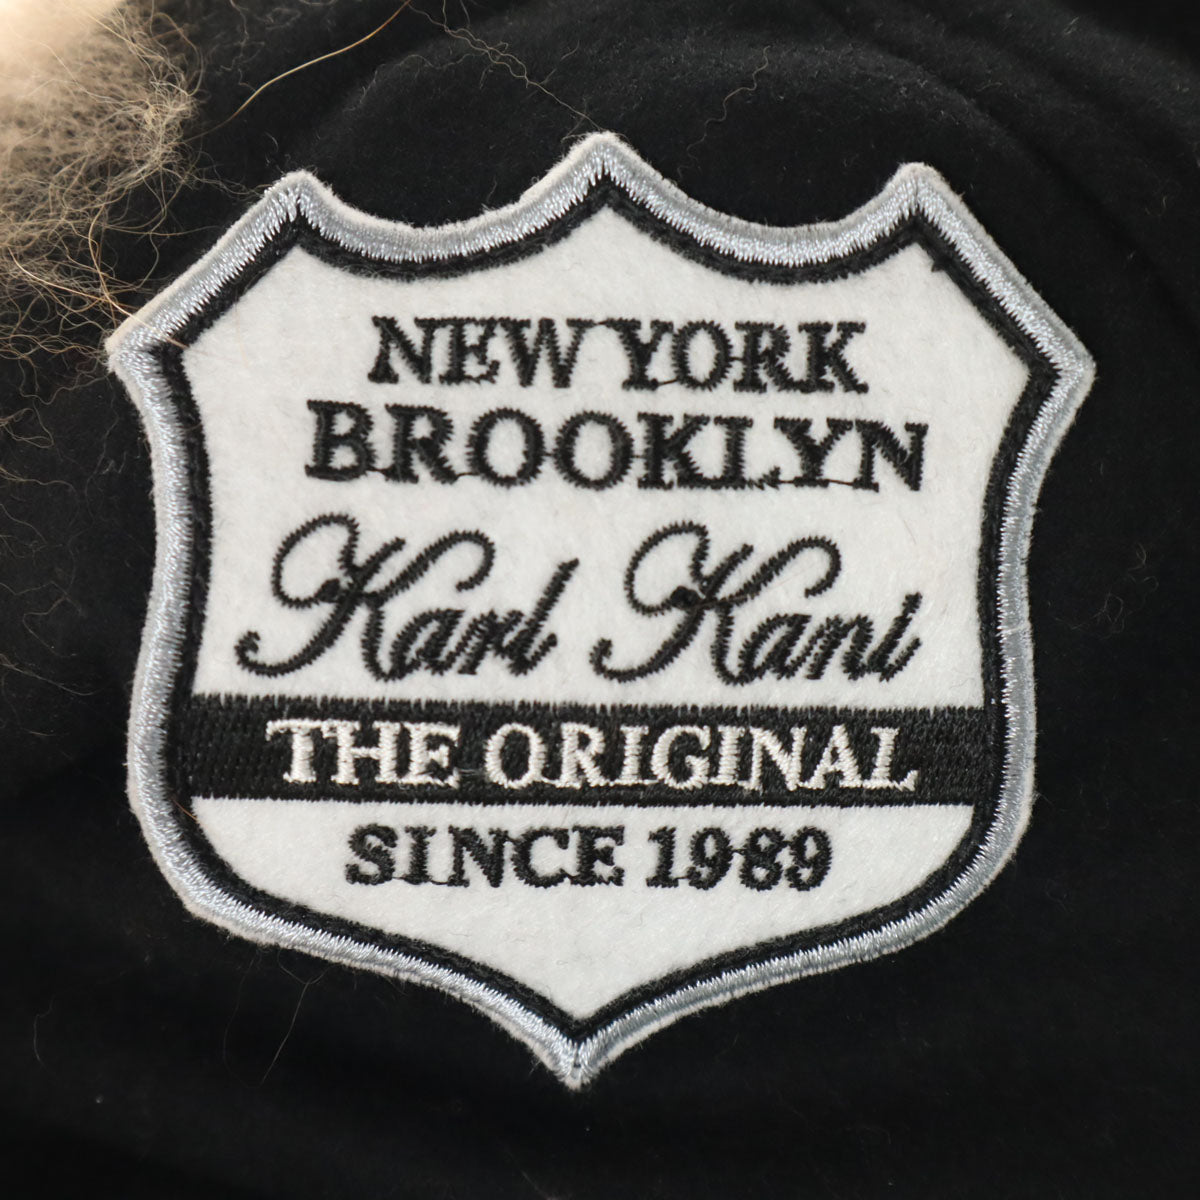 NEW YORK
BROOKLYN
Karl Kani
THE ORIGINAL
SINCE 1989